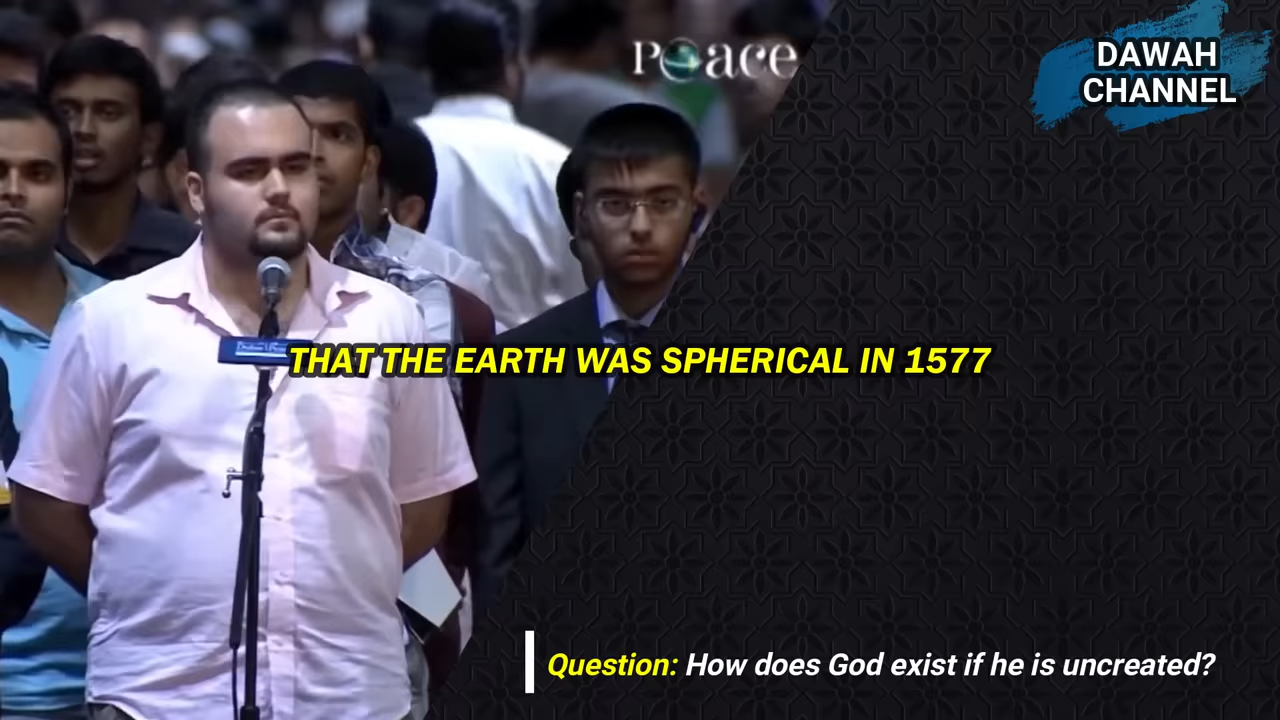 Peace
DAWAH
CHANNEL
THAT THE EARTH WAS SPHERICAL IN 1577
Question: How does God exist if he is uncreated?